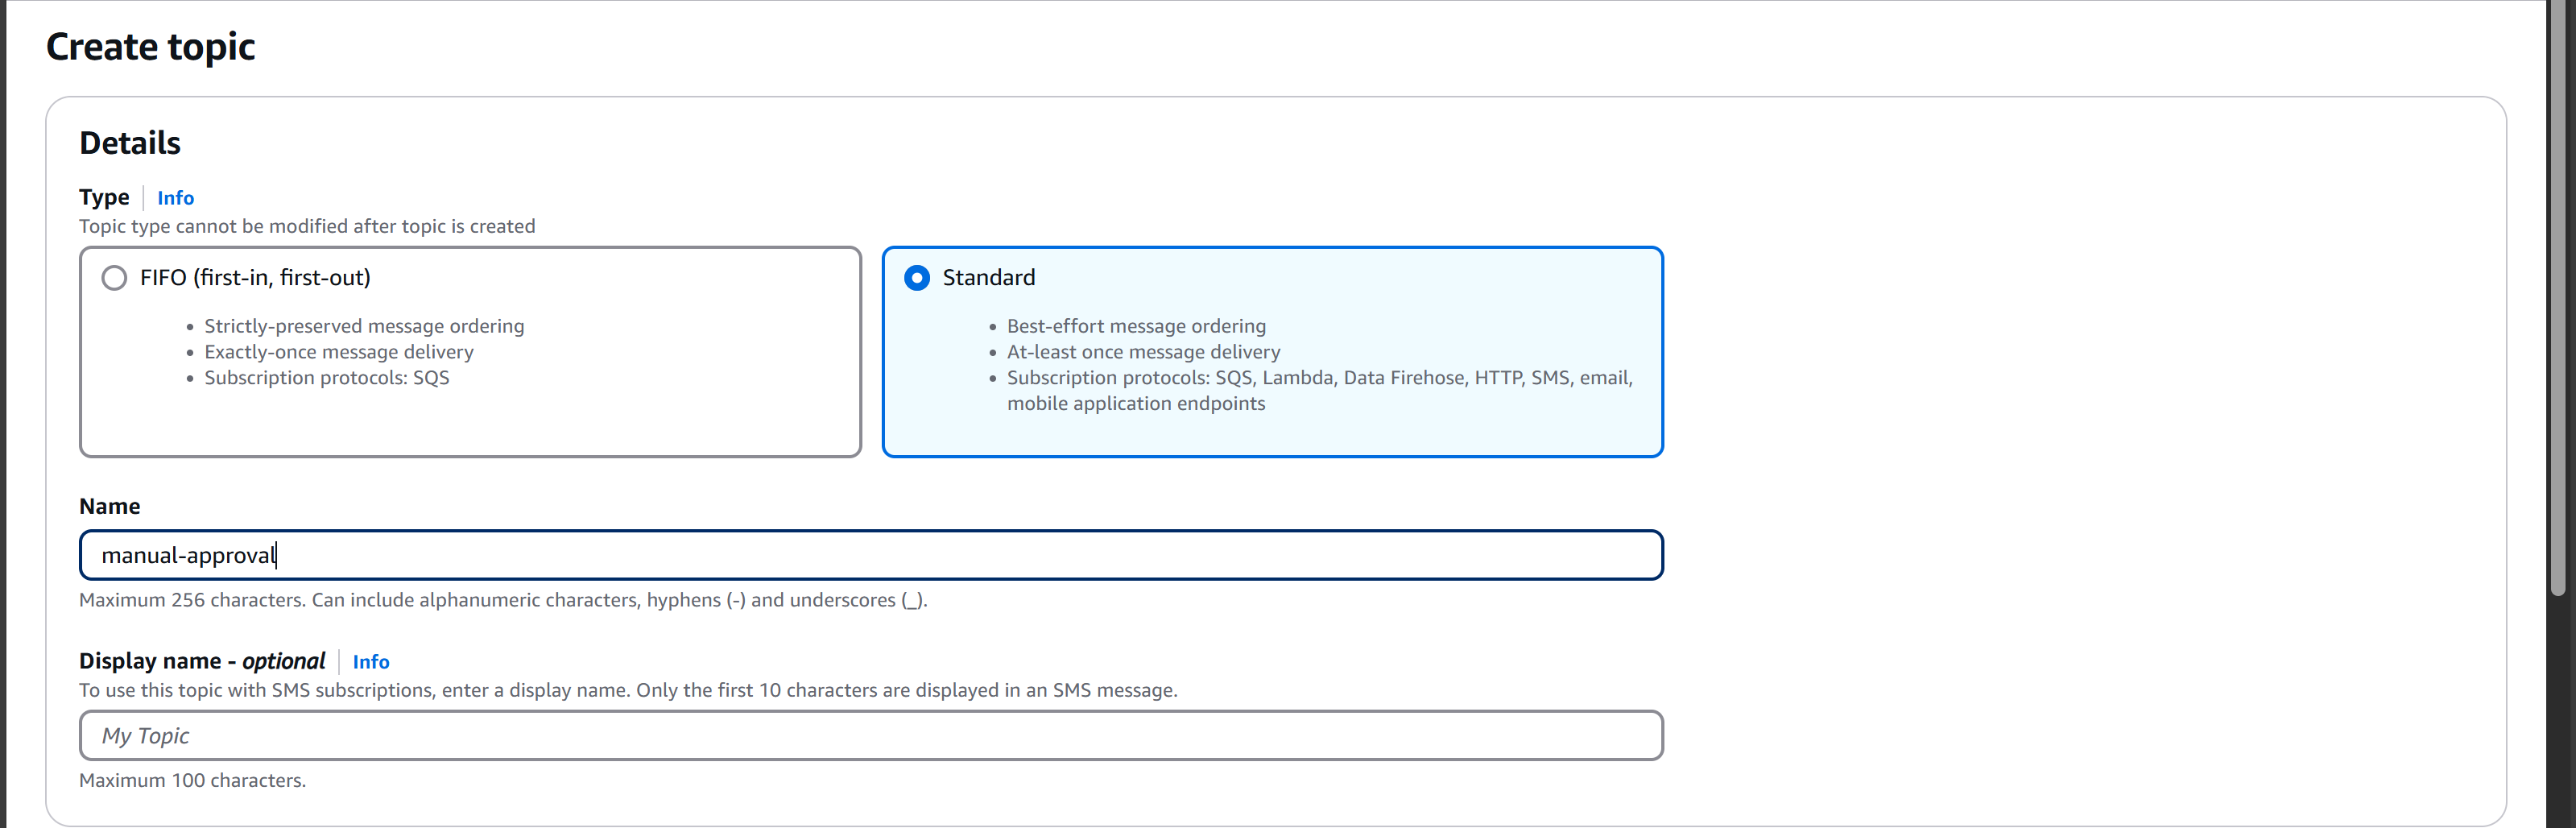 Create topic
Details
Type Info
Topic type cannot be modified after topic is created
FIFO (first-in, first-out)
• Strictly-preserved message ordering
• Exactly-once message delivery
• Subscription protocols: SQS
Standard
• Best-effort message ordering
• At-least once message delivery
• Subscription protocols: SQS, Lambda, Data Firehose, HTTP, SMS, email,
mobile application endpoints
Name
manual-approval
Maximum 256 characters. Can include alphanumeric characters, hyphens (-) and underscores (_).
Display name - optional Info
To use this topic with SMS subscriptions, enter a display name. Only the first 10 characters are displayed in an SMS message.
My Topic
Maximum 100 characters.